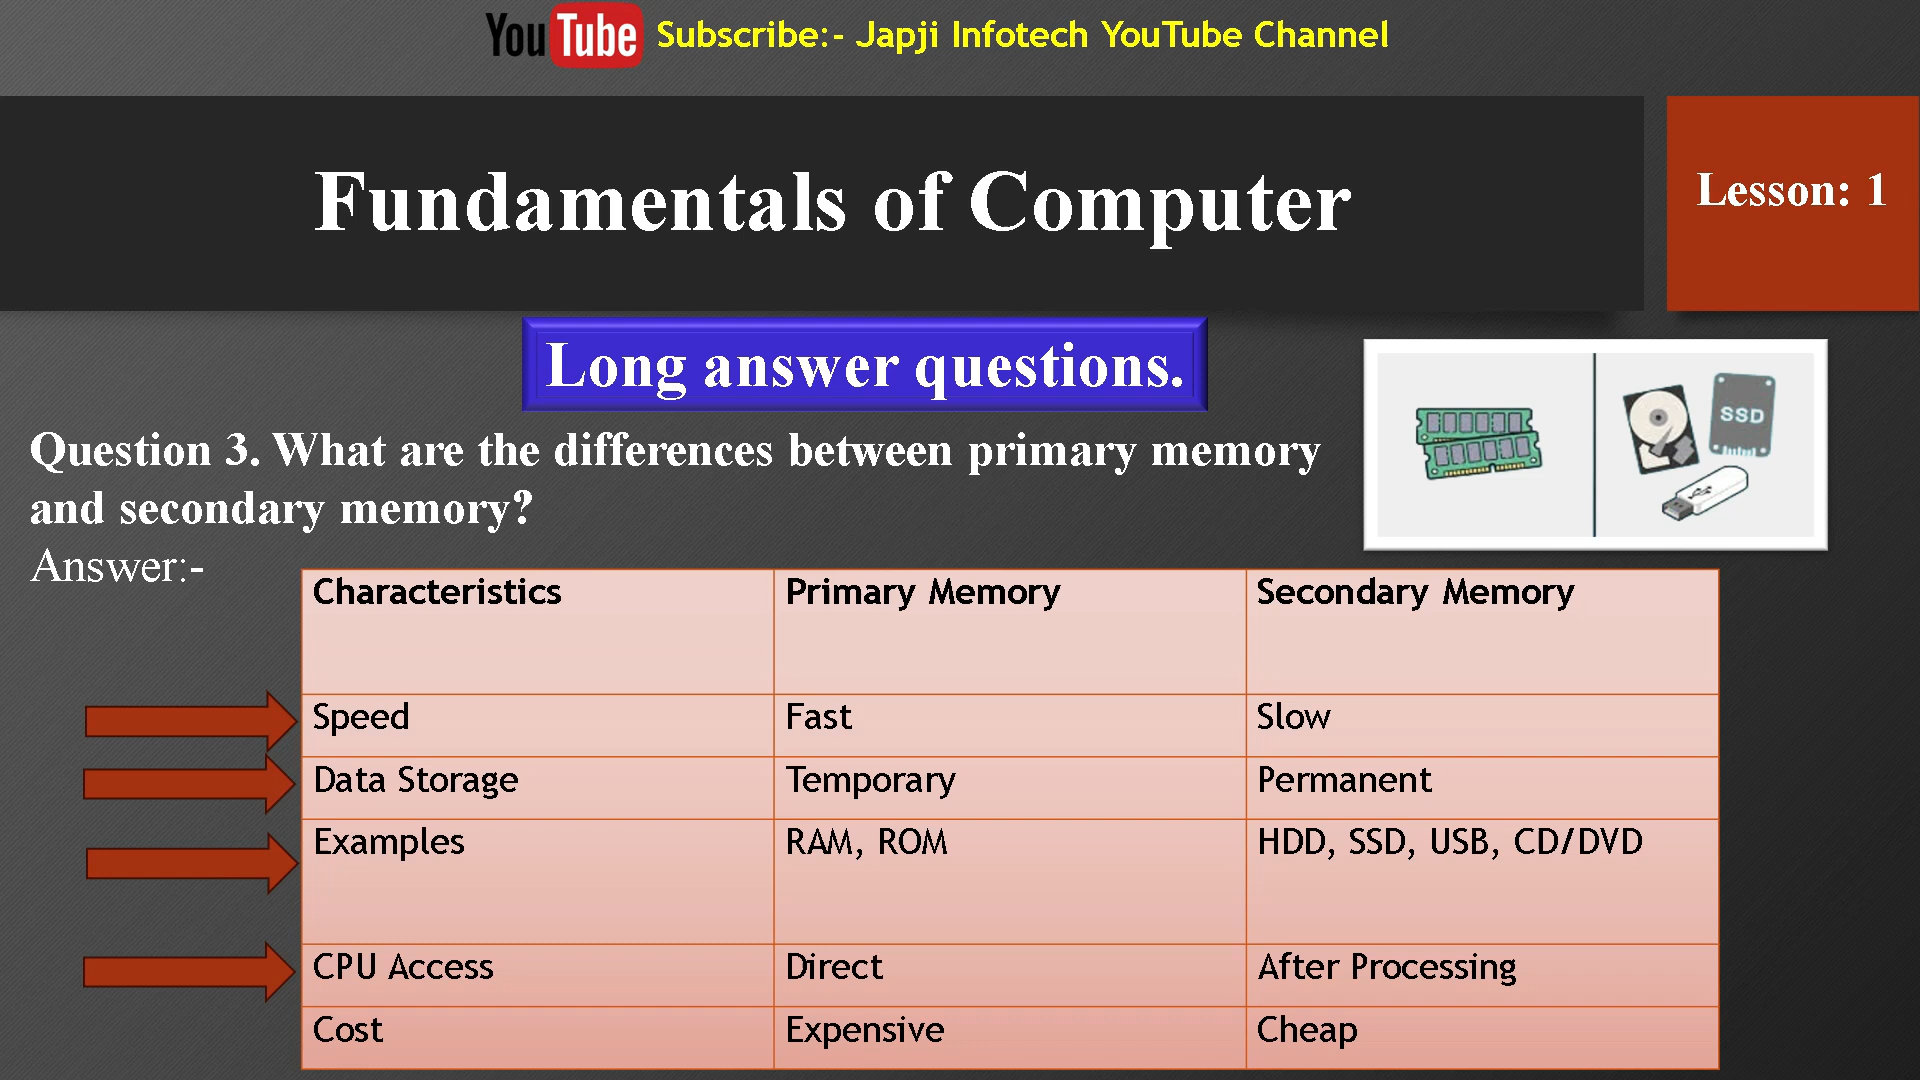 YouTube Subscribe:- Japji Infotech YouTube Channel
Fundamentals of Computer
Lesson: 1
Long answer questions.
SSD
Question 3. What are the differences between primary memory
and secondary memory?
Answer:-
Characteristics Primary Memory Secondary Memory
Speed Fast Slow
Data Storage Temporary Permanent
Examples RAM, ROM HDD, SSD, USB, CD/DVD
CPU Access Direct After Processing
Cost Expensive Cheap